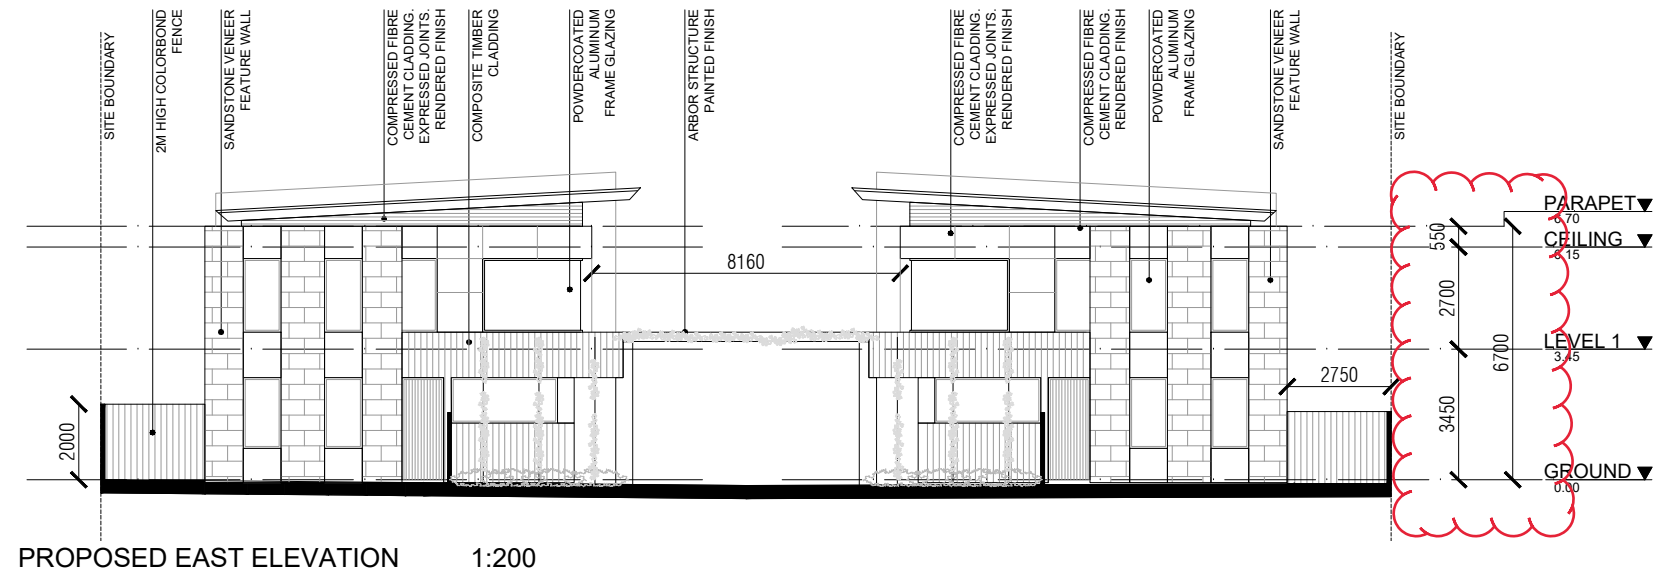 SITE BOUNDARY
2M HIGH COLORBOND
FENCE
SANDSTONE VENEER
FEATURE WALL
COMPRESSED FIBRE
CEMENT CLADDING.
EXPRESSED JOINTS.
RENDERED FINISH
COMPOSITE TIMBER
CLADDING
POWDERCOATED
ALUMINUM
FRAME GLAZING
ARBOR STRUCTURE
PAINTED FINISH
COMPRESSED FIBRE
CEMENT CLADDING.
EXPRESSED JOINTS.
RENDERED FINISH
COMPRESSED FIBRE
CEMENT CLADDING.
RENDERED FINISH
POWDERCOATED
ALUMINUM
FRAME GLAZING
SANDSTONE VENEER
FEATURE WALL
SITE BOUNDARY
PARAPET
6.70
550
CEILING
6.15
8160
2700
LEVEL 1
3.45
6700
2750
3450
2000
GROUND
0.00
PROPOSED EAST ELEVATION 1:200